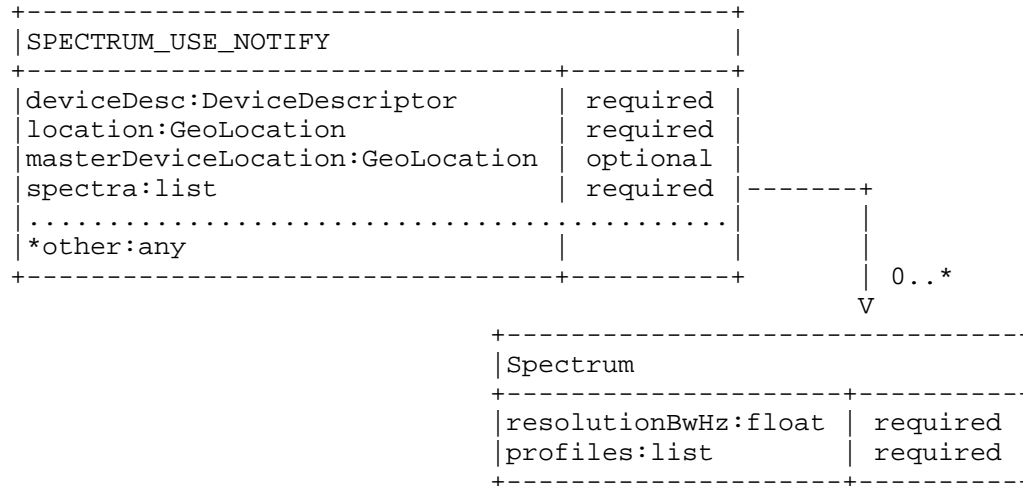 +---------------------------------------------+
|SPECTRUM_USE_NOTIFY                          |
+----------------------------------+----------+
|deviceDesc:DeviceDescriptor       | required |
|location:GeoLocation              | required |
|masterDeviceLocation:GeoLocation  | optional |
|spectra:list                      | required |-------+
|.............................................|       |
|*other:any                        |          |       |
+----------------------------------+----------+       | 0..*
                                                      V
                              +--------------------------------
                              |Spectrum
                              +---------------------+----------
                              |resolutionBwHz:float | required
                              |profiles:list        | required
                              +---------------------+----------